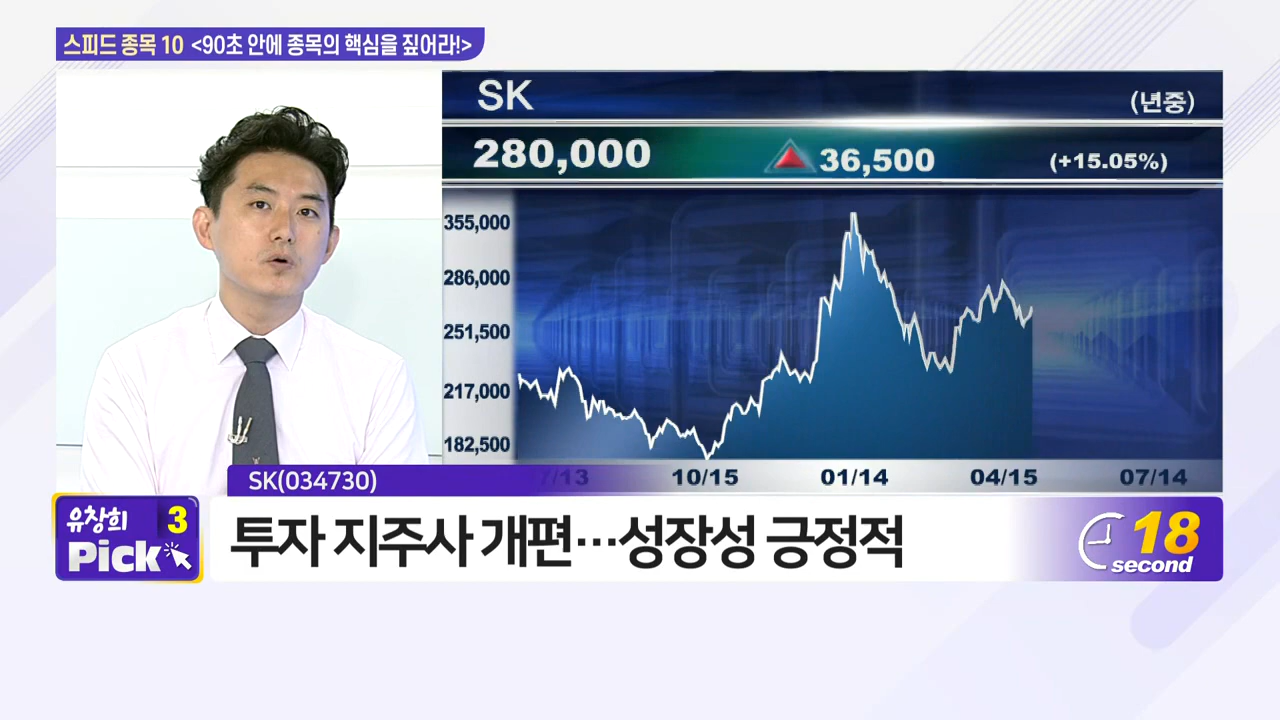 스피드 종목 10 <90초 안에 종목의 핵심을 짚어라!>
SK
(년중)
280,000 36,500 (+15.05%)
355,000
286,000
251,500
217,000
182,500
7/13 10/15 01/14 04/15 07/14
SK(034730)
유창희 3
Pick
투자 지주사 개편…성장성 긍정적
18
second